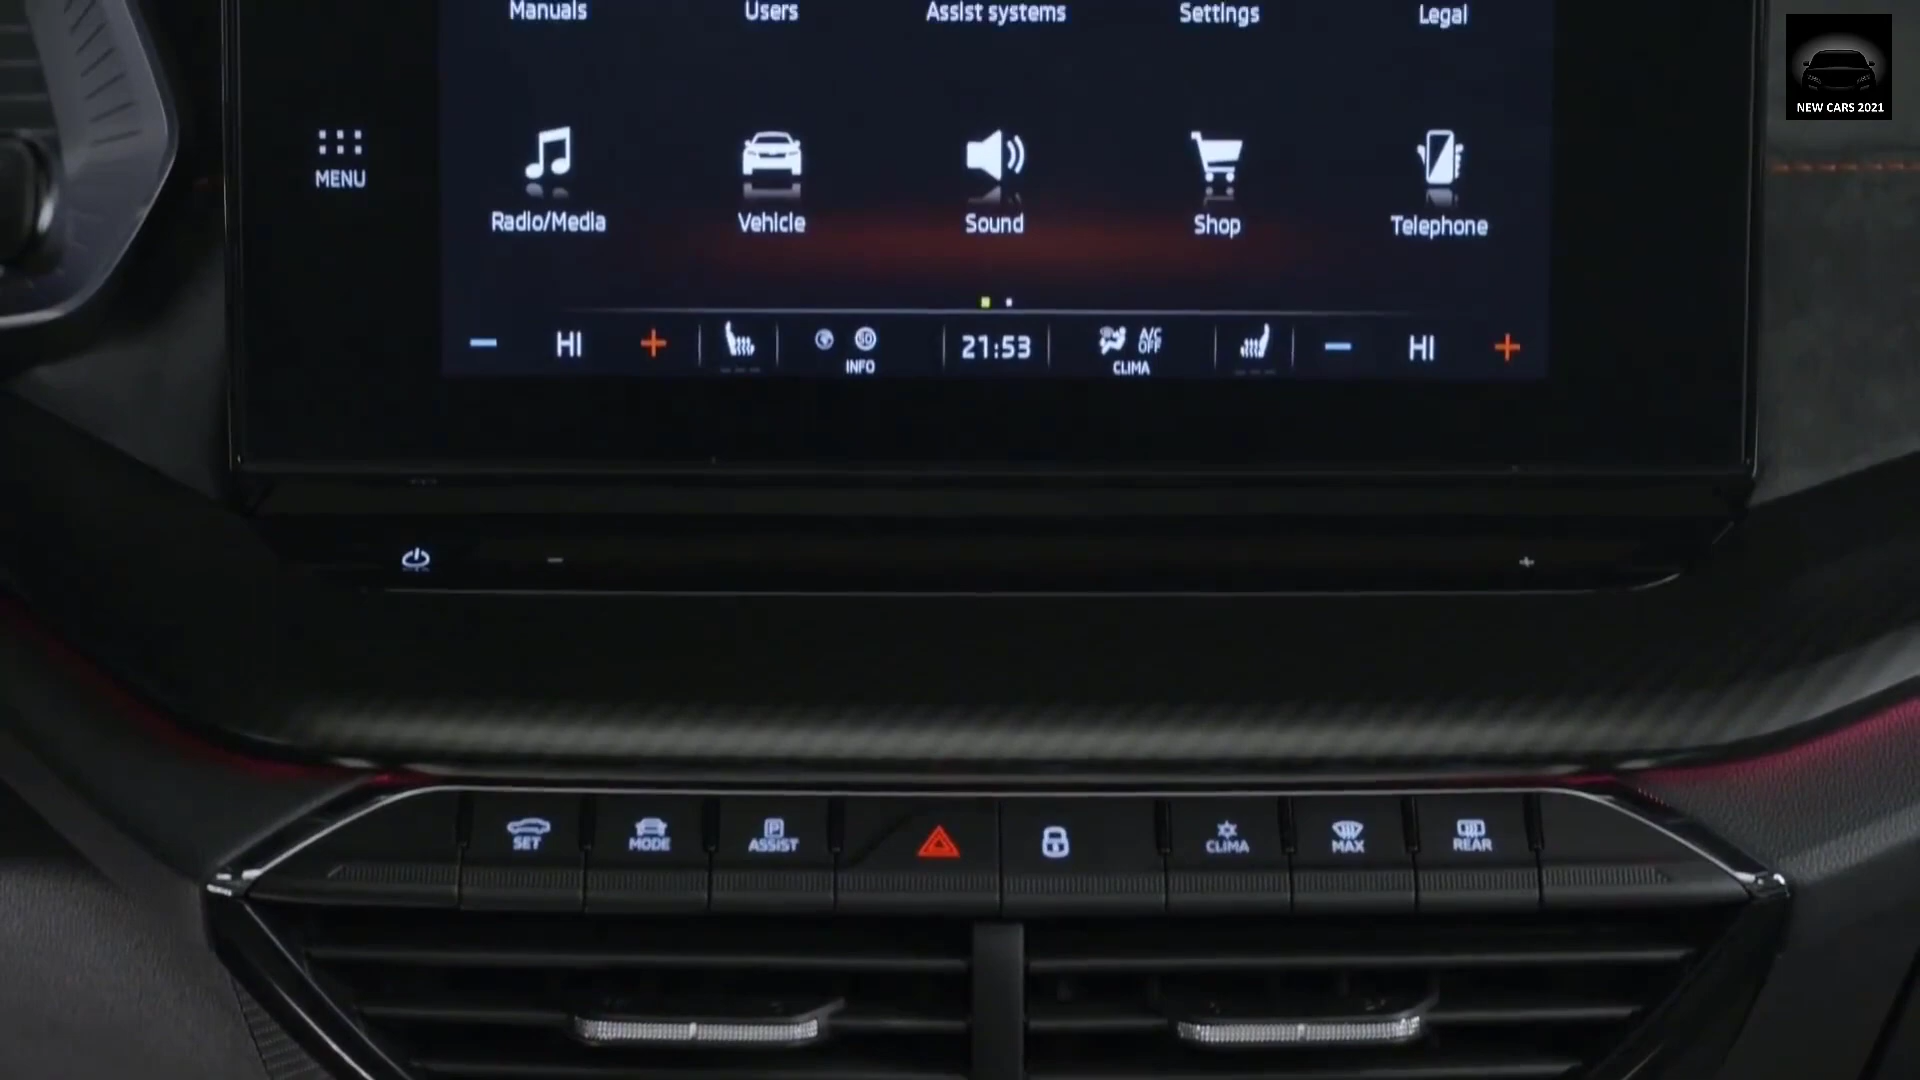 Manuals Users Assist systems Settings Legal
NEW CARS 2021
MENU
Radio/Media Vehicle Sound Shop Telephone
HI 21:53 A/C OFF HI
INFO CLIMA
SET MODE P ASSIST CLIMA MAX REAR